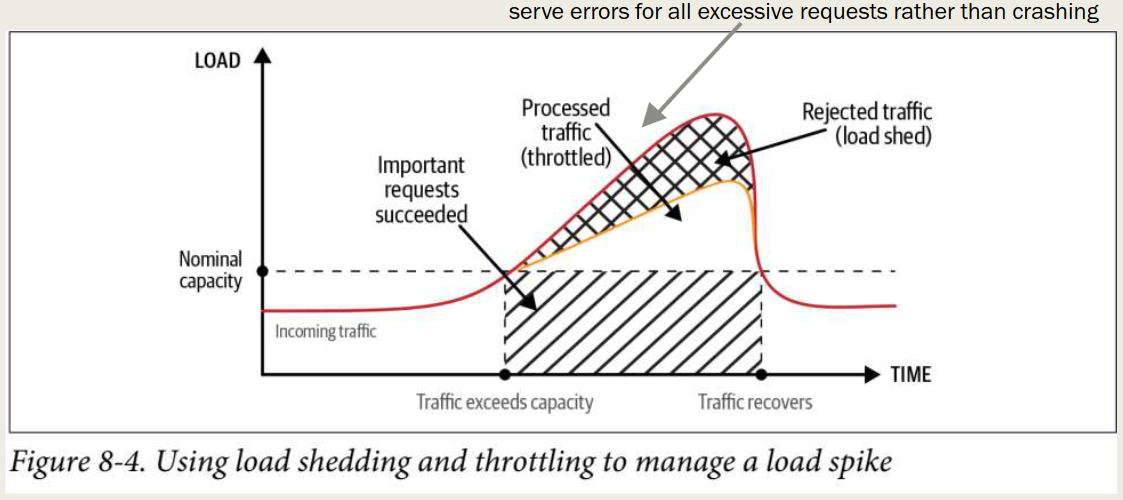 serve errors for all excessive requests rather than crashing
LOAD
Processed
traffic
(throttled)
Rejected traffic
(load shed)
Important
requests
succeeded
Nominal
capacity
Incoming traffic
TIME
Traffic exceeds capacity
Traffic recovers
Figure 8-4. Using load shedding and throttling to manage a load spike